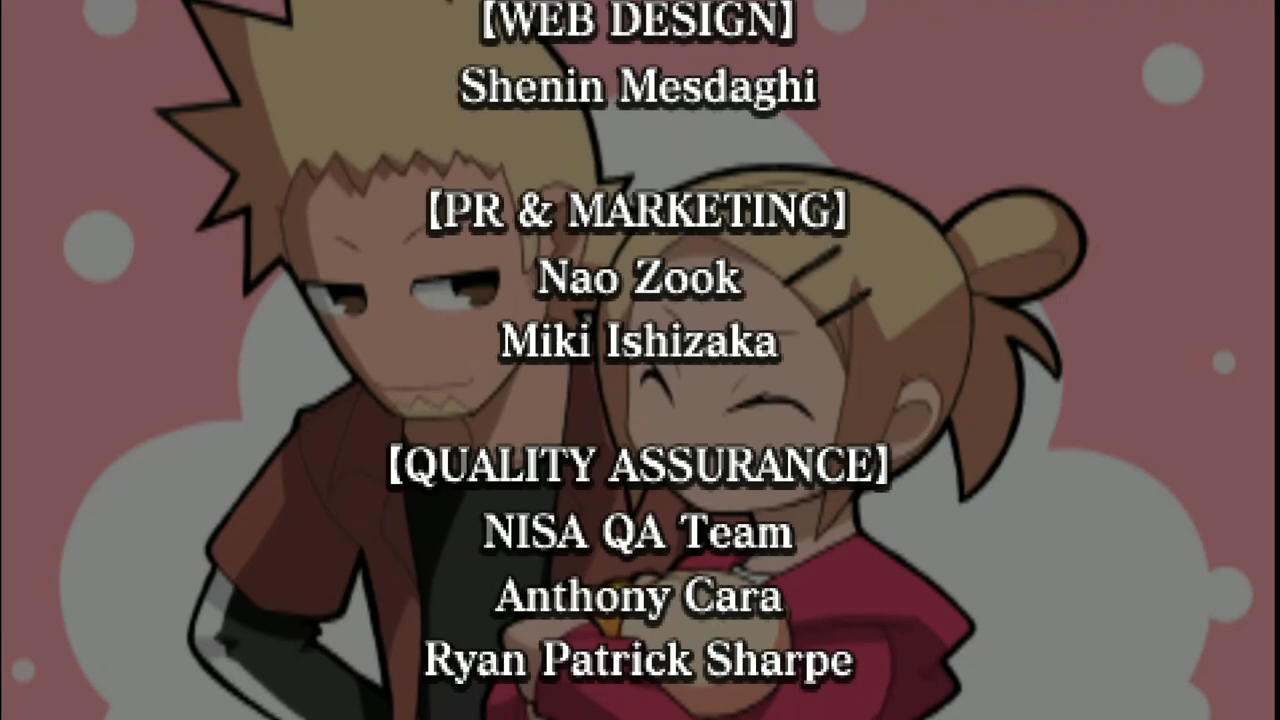 【WEB DESIGN】
Shenin Mesdaghi
【PR & MARKETING】
Nao Zook
Miki Ishizaka
【QUALITY ASSURANCE】
NISA QA Team
Anthony Cara
Ryan Patrick Sharpe